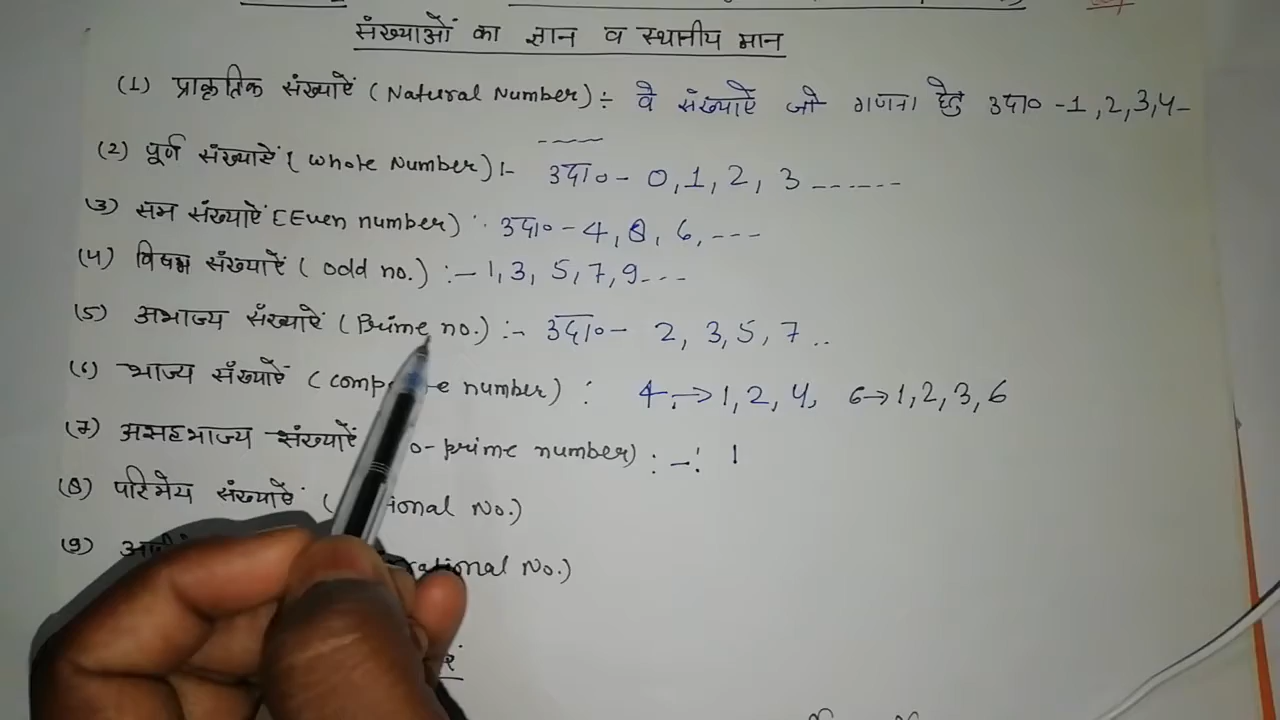 संख्याओं का ज्ञान व स्थानीय मान
(1) प्राकृतिक संख्याऐं (Natural Number) :- वे संख्याऐं जो गणना हेतु उदा० - 1, 2, 3, 4-
(2) पूर्ण संख्याऐं (Whole Number) :- उदा० - 0, 1, 2, 3 ------
(3) सम संख्याऐं (Even number) : उदा० - 4, 8, 6, ---
(4) विषम संख्याऐं (odd no.) :- 1, 3, 5, 7, 9---
(5) अभाज्य संख्याऐं (Prime no.) :- उदा० - 2, 3, 5, 7 ..
(6) भाज्य संख्याऐं ( number) : 4 → 1, 2, 4, 6 → 1, 2, 3, 6
(7) असहभाज्य संख्याऐं o-prime number) : -: 1
(8) परिमेय संख्याऐं ( ional No.)
(9) rational No.)